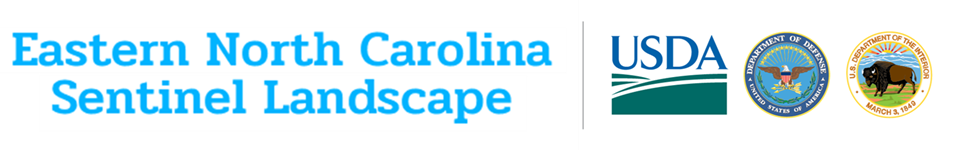 Eastern North Carolina
Sentinel Landscape
USDA
DEPARTMENT OF DEFENSE
UNITED STATES OF AMERICA
U.S. DEPARTMENT OF THE INTERIOR
MARCH 3, 1849